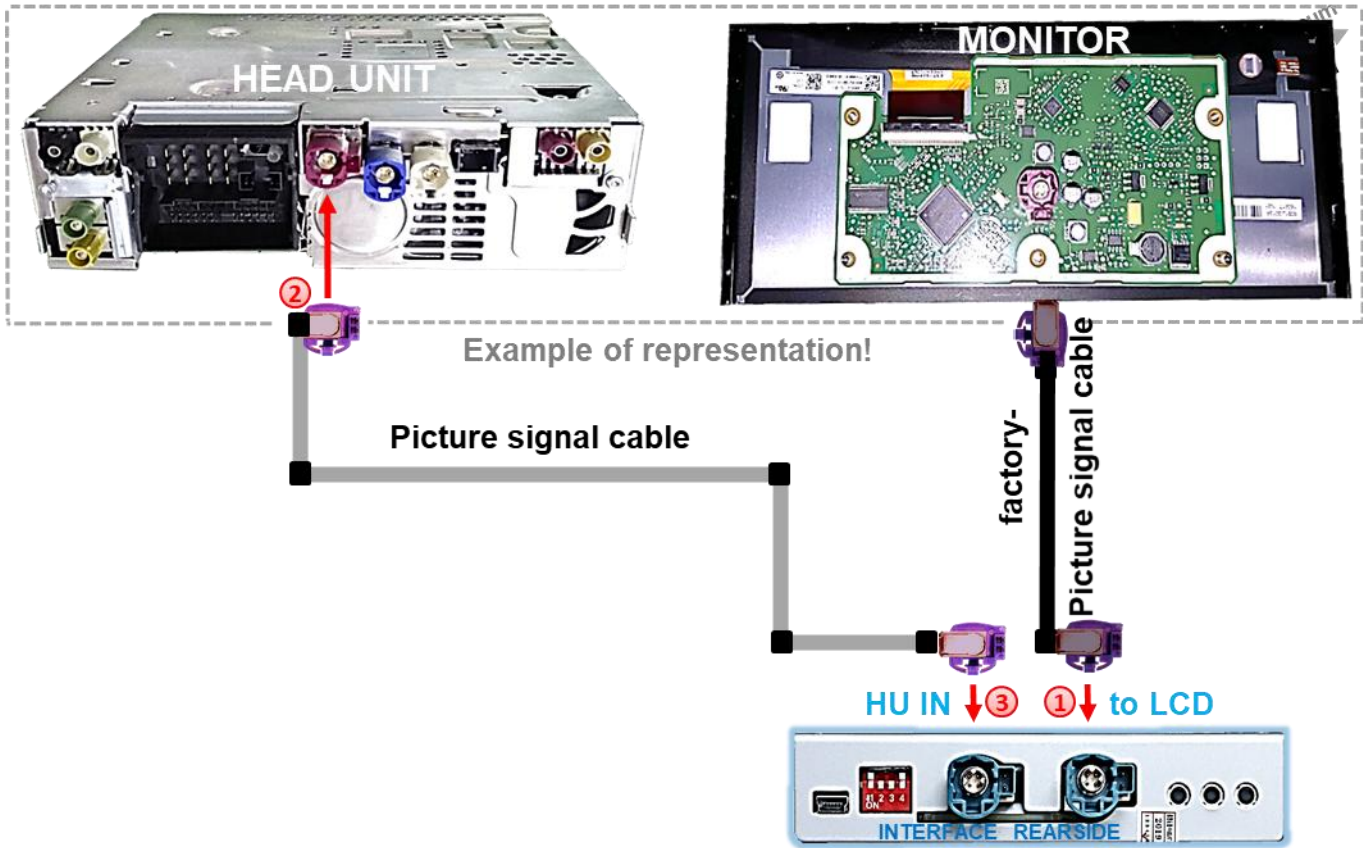 HEAD UNIT
MONITOR
2
Example of representation!
Picture signal cable
factory-
Picture signal cable
HU IN
3
1
to LCD
1 2 3 4
ON
INTERFACE REARSIDE
2019